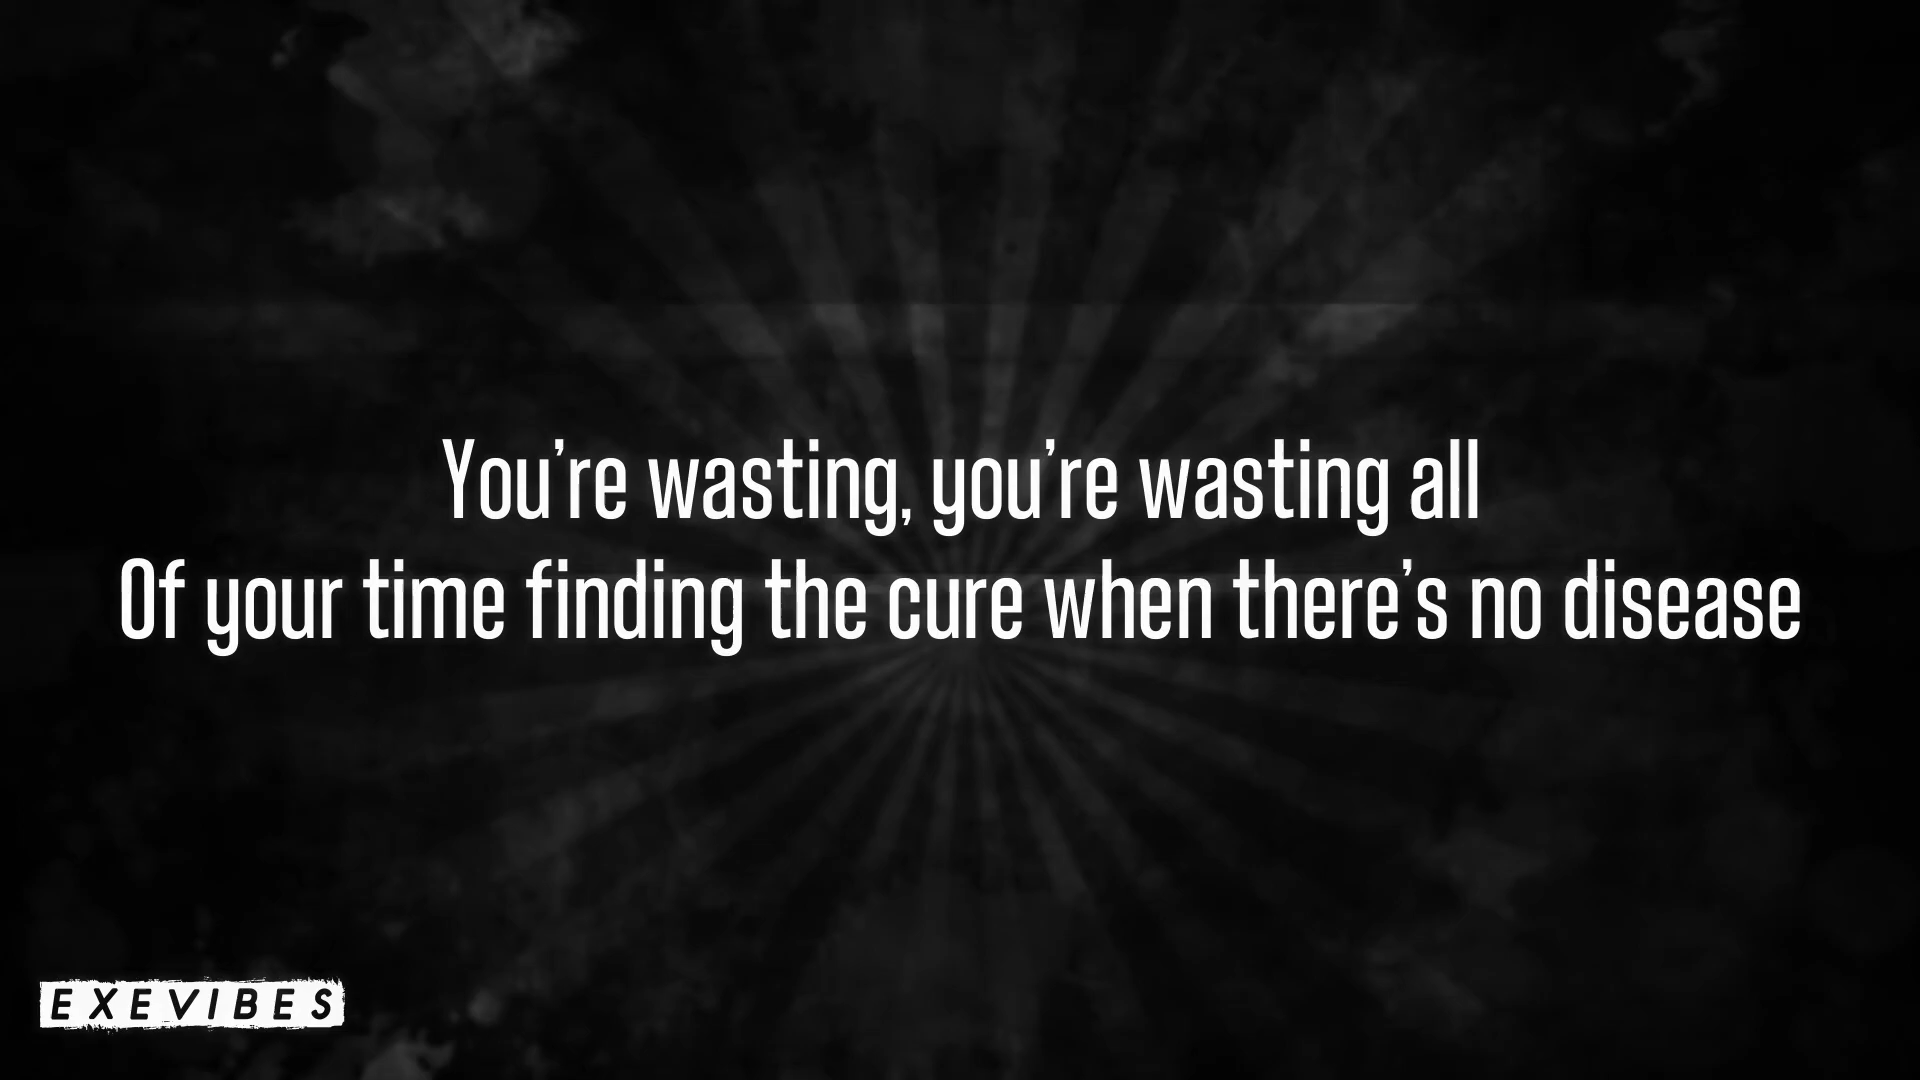 You're wasting, you're wasting all
Of your time finding the cure when there's no disease
EXEVIBES